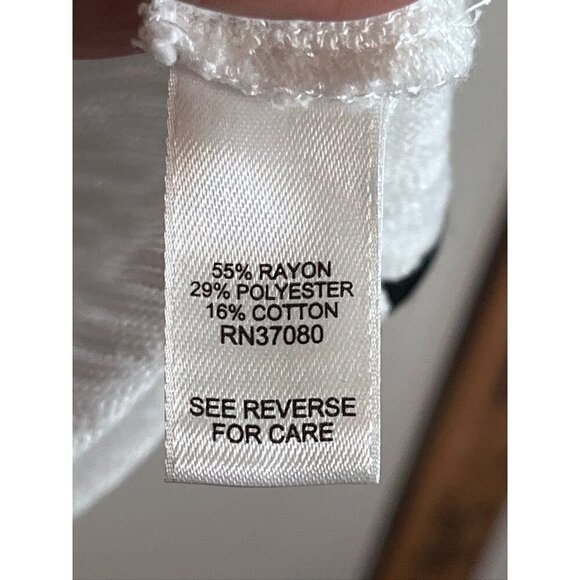 55% RAYON
29% POLYESTER
16% COTTON
RN37080
SEE REVERSE
FOR CARE